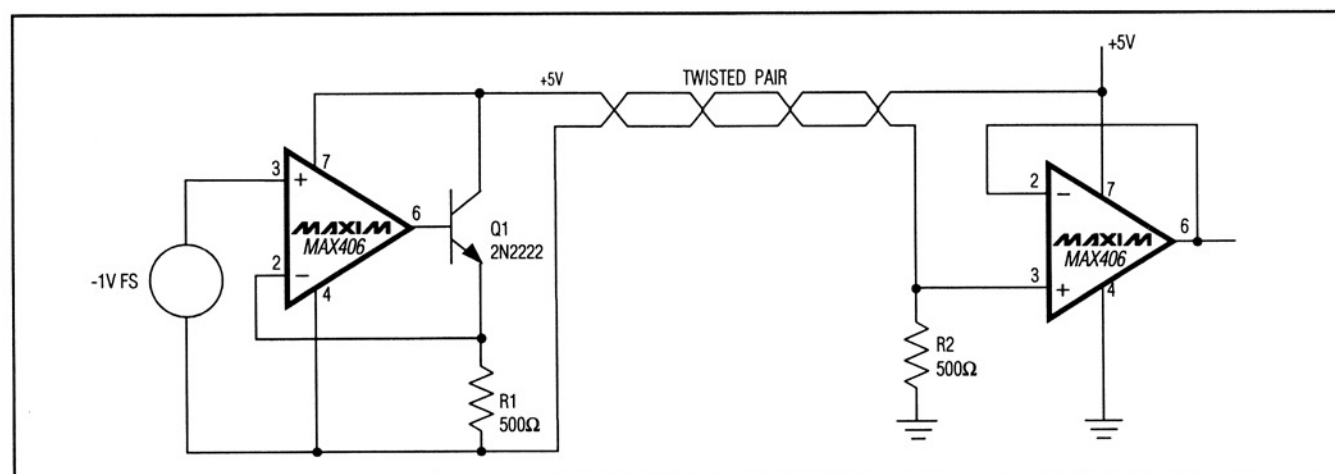 +5V
TWISTED PAIR
+5V
3
+
7
MAXIM
MAX406
6
Q1
2N2222
2
−
4
-1V FS
R1
500Ω
2
−
7
MAXIM
MAX406
6
3
+
4
R2
500Ω